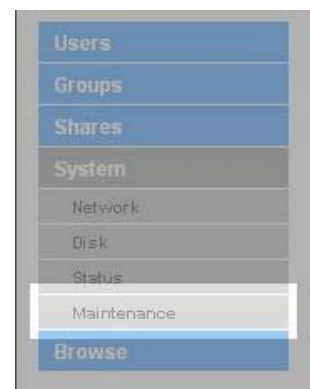 Users
Groups
Shares
System
Network
Disk
Status
Maintenance
Browse